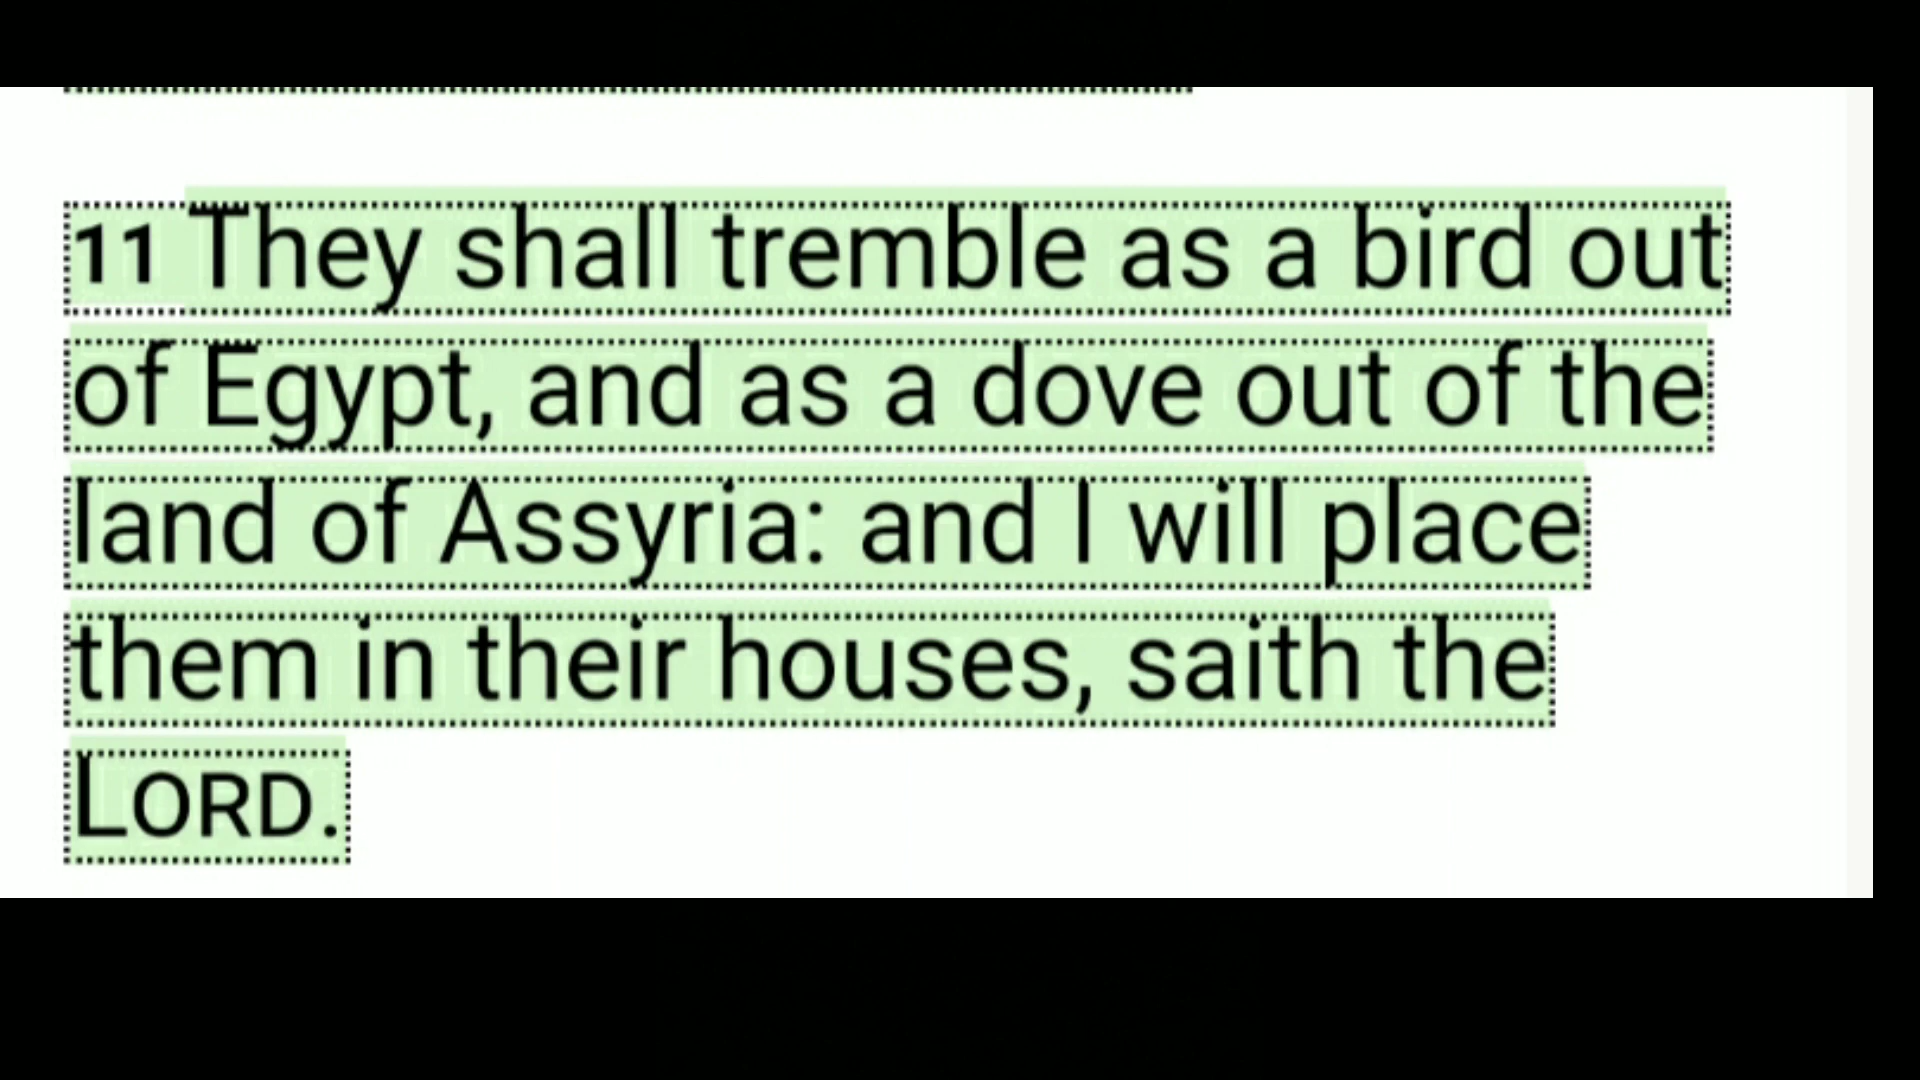 11 They shall tremble as a bird out
of Egypt, and as a dove out of the
land of Assyria: and I will place
them in their houses, saith the
LORD.